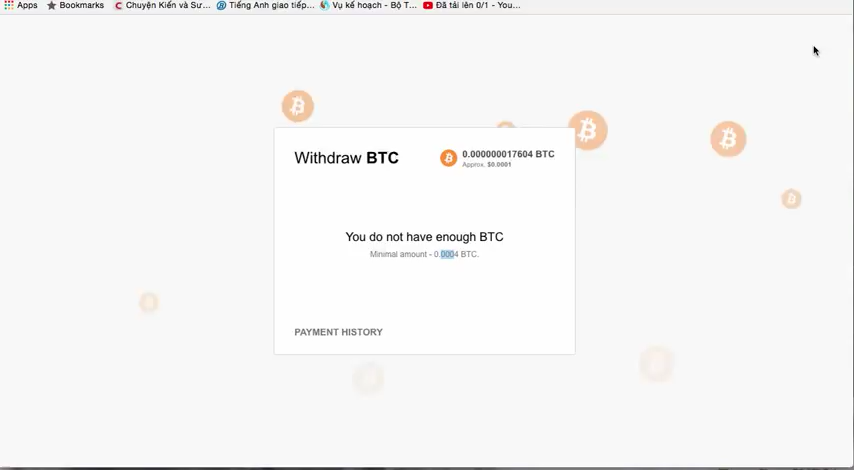 Apps Bookmarks Chuyện Kiến và Sư... Tiếng Anh giao tiếp... Vụ kế hoạch - Bộ T... Đã tải lên 0/1 - You...
Withdraw BTC
0.000000017604 BTC
Approx. $0.0001
You do not have enough BTC
Minimal amount - 0.0004 BTC.
PAYMENT HISTORY